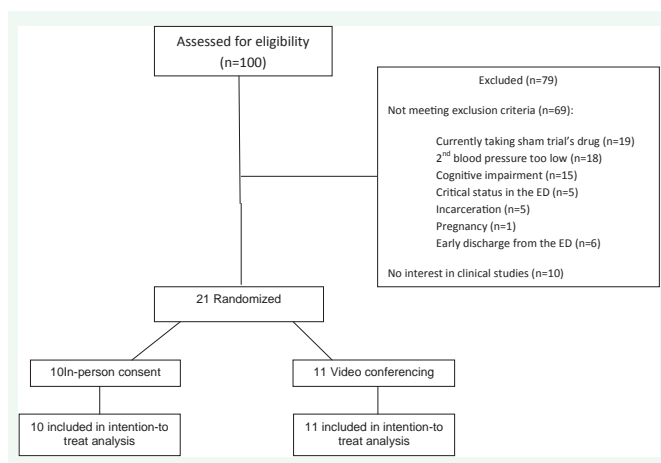 Assessed for eligibility
(n=100)
Excluded (n=79)
Not meeting exclusion criteria (n=69):
Currently taking sham trial's drug (n=19)
2nd blood pressure too low (n=18)
Cognitive impairment (n=15)
Critical status in the ED (n=5)
Incarceration (n=5)
Pregnancy (n=1)
Early discharge from the ED (n=6)
No interest in clinical studies (n=10)
21 Randomized
10In-person consent
11 Video conferencing
10 included in intention-to
treat analysis
11 included in intention-to
treat analysis